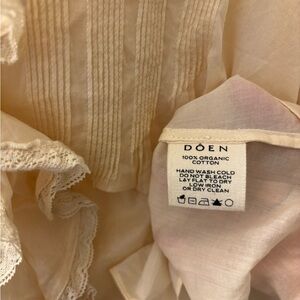 DÔEN
100% ORGANIC
COTTON
HAND WASH COLD
DO NOT BLEACH
LAY FLAT TO DRY
LOW IRON
OR DRY CLEAN